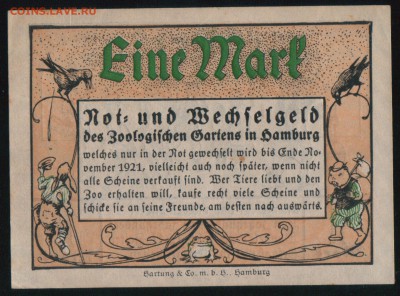 COINS.LAVE.RU
Eine Mark
Not- und Wechselgeld
des Zoologischen Gartens in Hamburg
welches nur in der Not gewechselt wird bis Ende No-
vember 1921, vielleicht auch noch später, wenn nicht
alle Scheine verkauft sind. Wer Tiere liebt und den
Zoo erhalten will, kaufe recht viele Scheine und
schicke sie an seine Freunde, am besten nach auswärts.
Hartung & Co. m. b. H., Hamburg